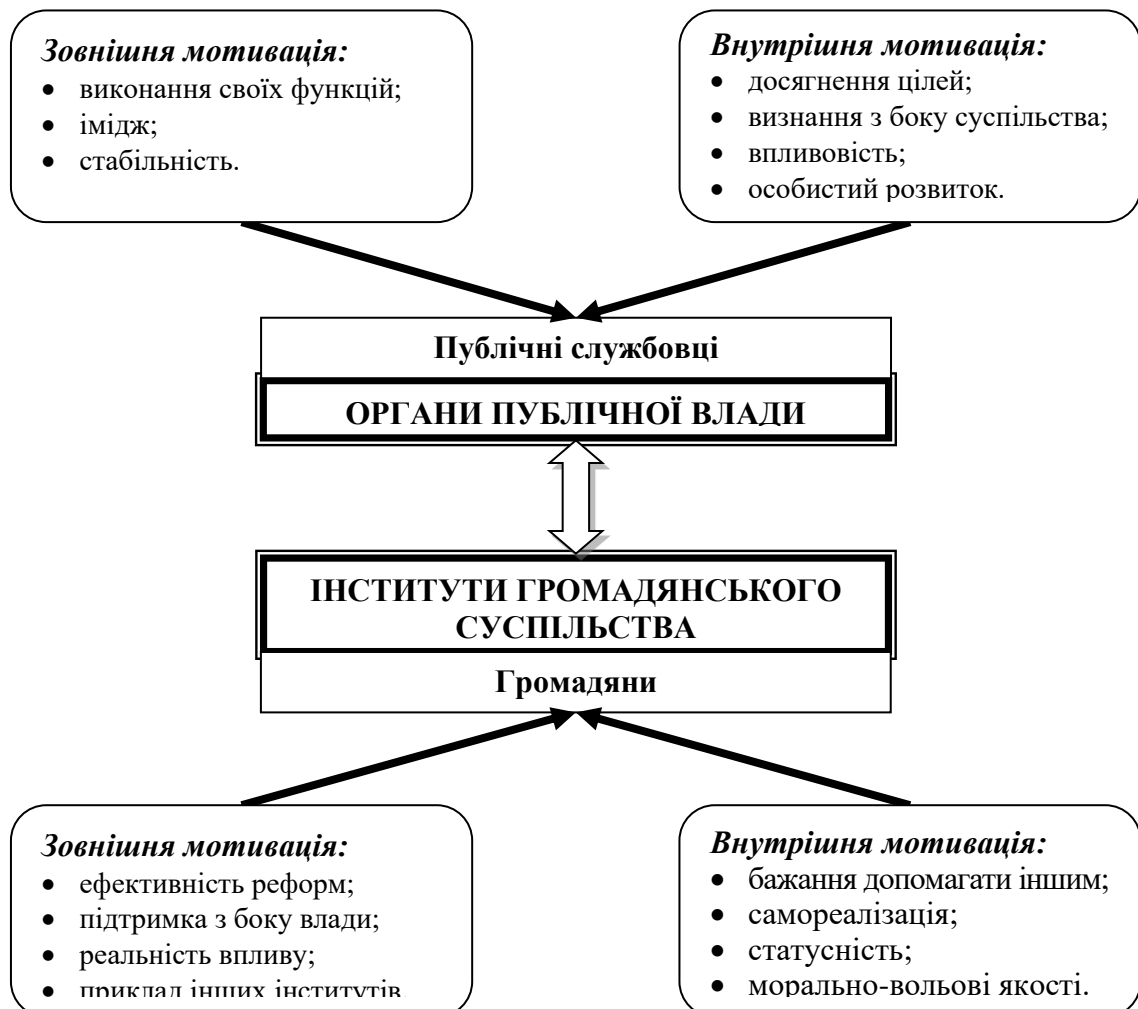 Зовнішня мотивація:
• виконання своїх функцій;
• імідж;
• стабільність.
Внутрішня мотивація:
• досягнення цілей;
• визнання з боку суспільства;
• впливовість;
• особистий розвиток.
Публічні службовці
ОРГАНИ ПУБЛІЧНОЇ ВЛАДИ
ІНСТИТУТИ ГРОМАДЯНСЬКОГО
СУСПІЛЬСТВА
Громадяни
Зовнішня мотивація:
• ефективність реформ;
• підтримка з боку влади;
• реальність впливу;
• приклад інших інститутів
Внутрішня мотивація:
• бажання допомагати іншим;
• самореалізація;
• статусність;
• морально-вольові якості.